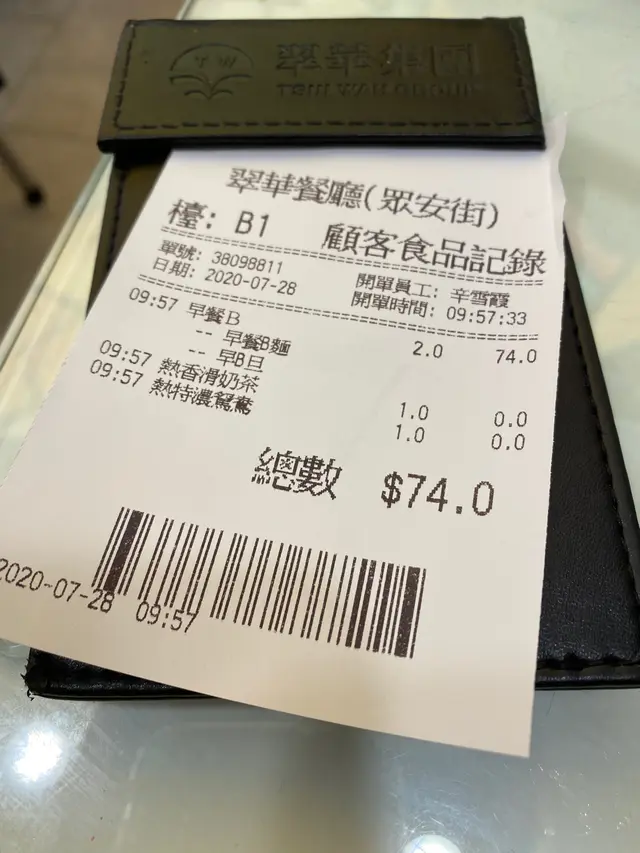 TW 翠華集團
TSUI WAH GROUP
翠華餐廳(眾安街)
檯: B1 顧客食品記錄
單號: 38098811 開單員工: 辛雪霞
日期: 2020-07-28 開單時間: 09:57:33
09:57 早餐B 2.0 74.0
-- 早餐B麵
-- 早B旦
09:57 熱香滑奶茶 1.0 0.0
09:57 熱特濃鴛鴦 1.0 0.0
總數 $74.0
2020-07-28 09:57